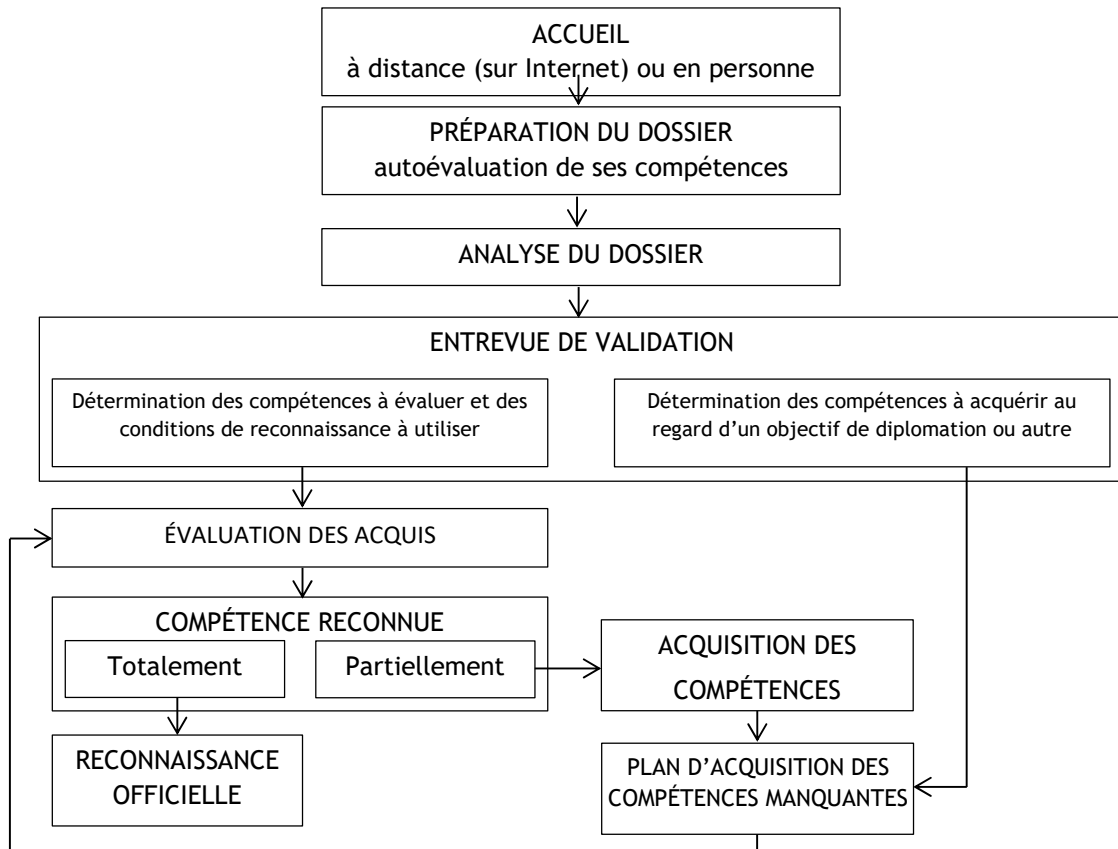 ACCUEIL
à distance (sur Internet) ou en personne
PRÉPARATION DU DOSSIER
autoévaluation de ses compétences
ANALYSE DU DOSSIER
ENTREVUE DE VALIDATION
Détermination des compétences à évaluer et des
conditions de reconnaissance à utiliser
Détermination des compétences à acquérir au
regard d'un objectif de diplomation ou autre
ÉVALUATION DES ACQUIS
COMPÉTENCE RECONNUE
Totalement
Partiellement
ACQUISITION DES
COMPÉTENCES
RECONNAISSANCE
OFFICIELLE
PLAN D'ACQUISITION DES
COMPÉTENCES MANQUANTES